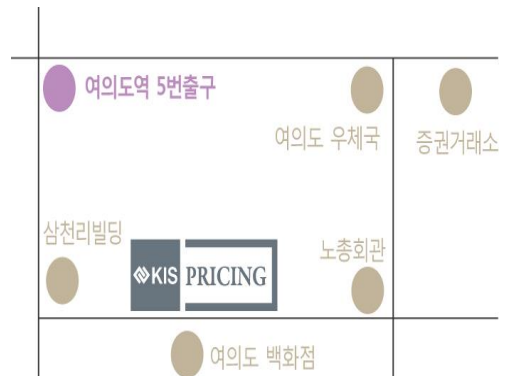 여의도역 5번출구
여의도 우체국
증권거래소
삼천리빌딩
노총회관
KIS PRICING
여의도 백화점